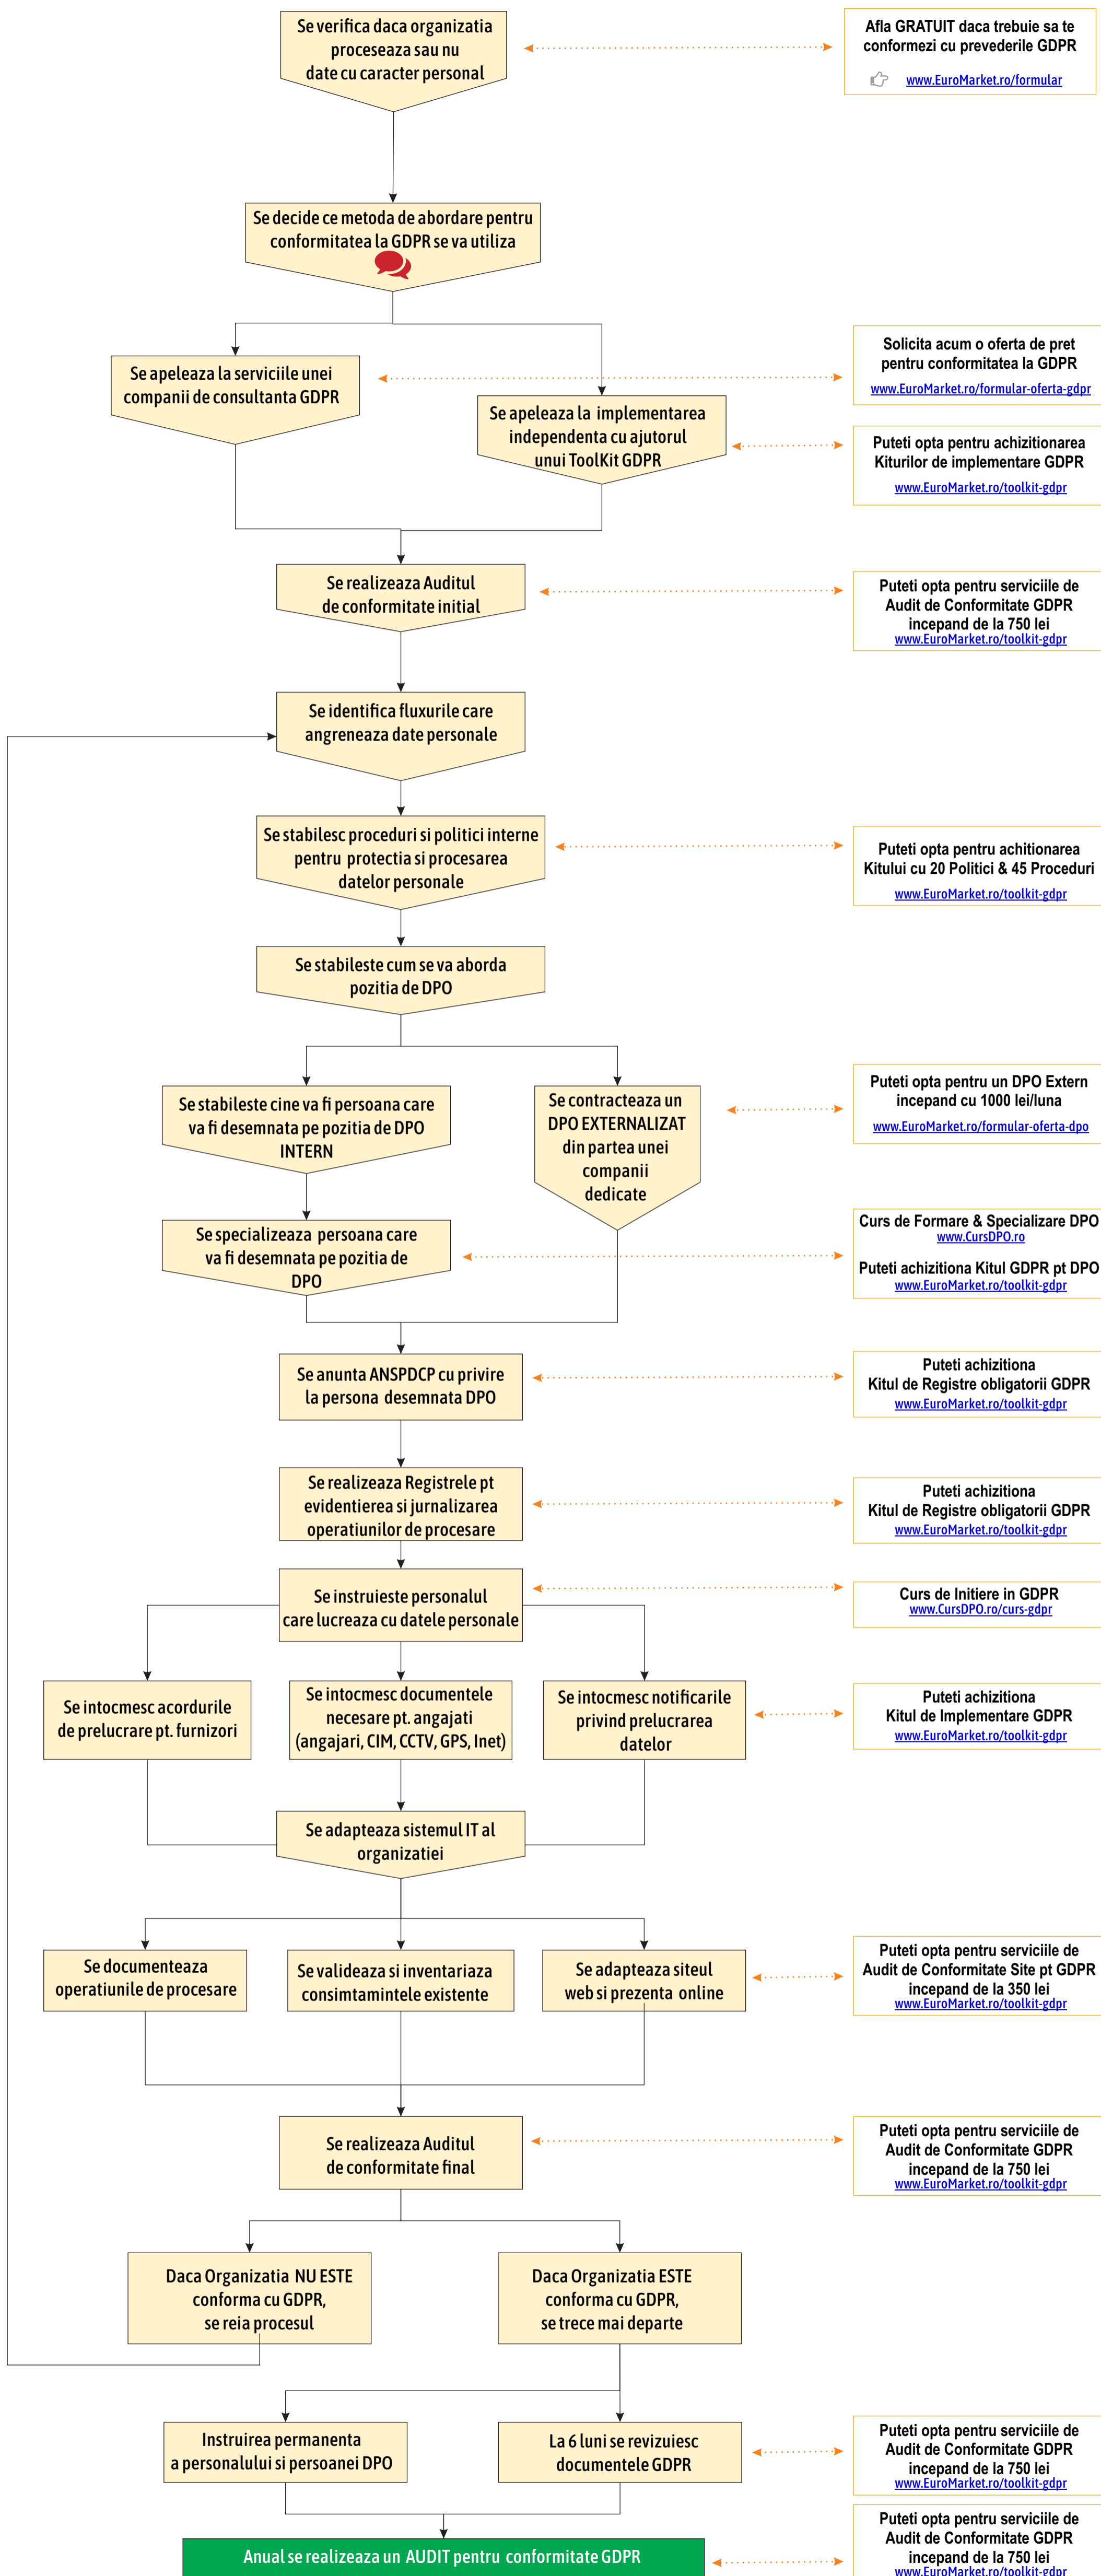 Se verifica daca organizatia
proceseaza sau nu
date cu caracter personal
Afla GRATUIT daca trebuie sa te
conformezi cu prevederile GDPR
www.EuroMarket.ro/formular
Se decide ce metoda de abordare pentru
conformitatea la GDPR se va utiliza
Se apeleaza la serviciile unei
companii de consultanta GDPR
Solicita acum o oferta de pret
pentru conformitatea la GDPR
www.EuroMarket.ro/formular-oferta-gdpr
Se apeleaza la implementarea
independenta cu ajutorul
unui ToolKit GDPR
Puteti opta pentru achizitionarea
Kiturilor de implementare GDPR
www.EuroMarket.ro/toolkit-gdpr
Se realizeaza Auditul
de conformitate initial
Puteti opta pentru serviciile de
Audit de Conformitate GDPR
incepand de la 750 lei
www.EuroMarket.ro/toolkit-gdpr
Se identifica fluxurile care
angreneaza date personale
Se stabilesc proceduri si politici interne
pentru protectia si procesarea
datelor personale
Puteti opta pentru achitionarea
Kitului cu 20 Politici & 45 Proceduri
www.EuroMarket.ro/toolkit-gdpr
Se stabileste cum se va aborda
pozitia de DPO
Se stabileste cine va fi persoana care
va fi desemnata pe pozitia de DPO
INTERN
Se contracteaza un
DPO EXTERNALIZAT
din partea unei
companii
dedicate
Puteti opta pentru un DPO Extern
incepand cu 1000 lei/luna
www.EuroMarket.ro/formular-oferta-dpo
Se specializeaza persoana care
va fi desemnata pe pozitia de
DPO
Curs de Formare & Specializare DPO
www.CursDPO.ro
Puteti achizitiona Kitul GDPR pt DPO
www.EuroMarket.ro/toolkit-gdpr
Se anunta ANSPDCP cu privire
la persona desemnata DPO
Puteti achizitiona
Kitul de Registre obligatorii GDPR
www.EuroMarket.ro/toolkit-gdpr
Se realizeaza Registrele pt
evidentierea si jurnalizarea
operatiunilor de procesare
Puteti achizitiona
Kitul de Registre obligatorii GDPR
www.EuroMarket.ro/toolkit-gdpr
Se instruieste personalul
care lucreaza cu datele personale
Curs de Initiere in GDPR
www.CursDPO.ro/curs-gdpr
Se intocmesc acordurile
de prelucrare pt. furnizori
Se intocmesc documentele
necesare pt. angajati
(angajari, CIM, CCTV, GPS, Inet)
Se intocmesc notificarile
privind prelucrarea
datelor
Puteti achizitiona
Kitul de Implementare GDPR
www.EuroMarket.ro/toolkit-gdpr
Se adapteaza sistemul IT al
organizatiei
Se documenteaza
operatiunile de procesare
Se valideaza si inventariaza
consimtamintele existente
Se adapteaza siteul
web si prezenta online
Puteti opta pentru serviciile de
Audit de Conformitate Site pt GDPR
incepand de la 350 lei
www.EuroMarket.ro/toolkit-gdpr
Se realizeaza Auditul
de conformitate final
Puteti opta pentru serviciile de
Audit de Conformitate GDPR
incepand de la 750 lei
www.EuroMarket.ro/toolkit-gdpr
Daca Organizatia NU ESTE
conforma cu GDPR,
se reia procesul
Daca Organizatia ESTE
conforma cu GDPR,
se trece mai departe
Instruirea permanenta
a personalului si persoanei DPO
La 6 luni se revizuiesc
documentele GDPR
Puteti opta pentru serviciile de
Audit de Conformitate GDPR
incepand de la 750 lei
www.EuroMarket.ro/toolkit-gdpr
Anual se realizeaza un AUDIT pentru conformitate GDPR
Puteti opta pentru serviciile de
Audit de Conformitate GDPR
incepand de la 750 lei
www.EuroMarket.ro/toolkit-gdpr